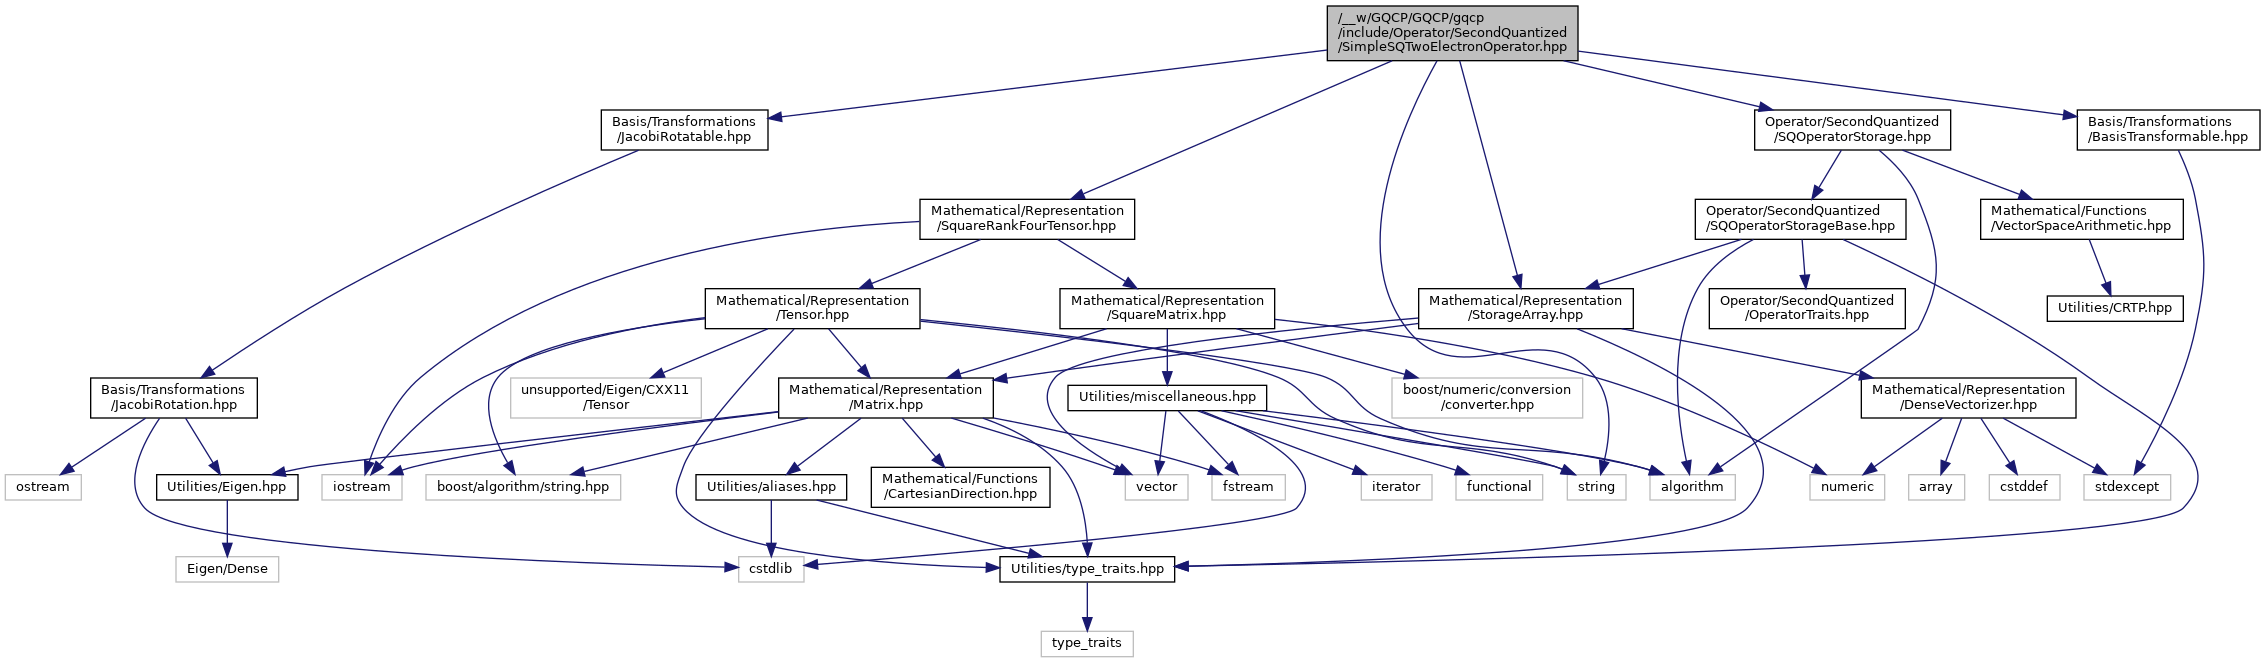 /__w/GQCP/GQCP/gqcp
/include/Operator/SecondQuantized
/SimpleSQTwoElectronOperator.hpp
Basis/Transformations
/JacobiRotatable.hpp
Operator/SecondQuantized
/SQOperatorStorage.hpp
Basis/Transformations
/BasisTransformable.hpp
Mathematical/Representation
/SquareRankFourTensor.hpp
Operator/SecondQuantized
/SQOperatorStorageBase.hpp
Mathematical/Functions
/VectorSpaceArithmetic.hpp
Mathematical/Representation
/Tensor.hpp
Mathematical/Representation
/SquareMatrix.hpp
Mathematical/Representation
/StorageArray.hpp
Operator/SecondQuantized
/OperatorTraits.hpp
Utilities/CRTP.hpp
Basis/Transformations
/JacobiRotation.hpp
unsupported/Eigen/CXX11
/Tensor
Mathematical/Representation
/Matrix.hpp
Utilities/miscellaneous.hpp
boost/numeric/conversion
/converter.hpp
Mathematical/Representation
/DenseVectorizer.hpp
ostream
Utilities/Eigen.hpp
iostream
boost/algorithm/string.hpp
Utilities/aliases.hpp
Mathematical/Functions
/CartesianDirection.hpp
vector
fstream
iterator
functional
string
algorithm
numeric
array
cstddef
stdexcept
Eigen/Dense
cstdlib
Utilities/type_traits.hpp
type_traits